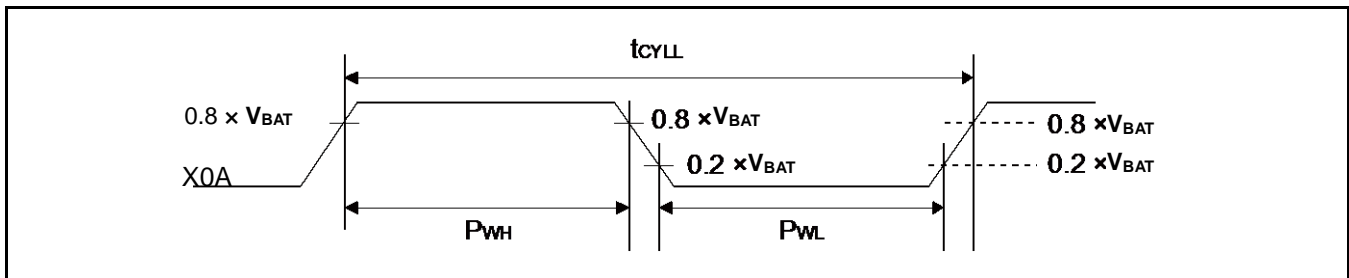 tCYLL
0.8 × VBAT
0.8 ×VBAT
0.8 ×VBAT
0.2 ×VBAT
0.2 ×VBAT
X0A
PWH
PWL